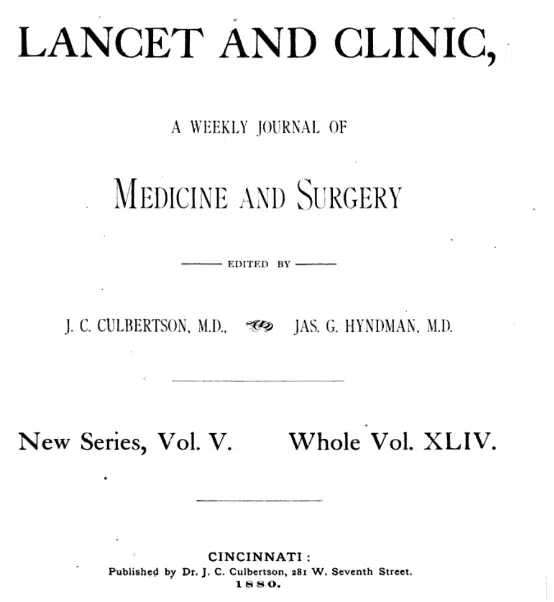 LANCET AND CLINIC,
A WEEKLY JOURNAL OF
MEDICINE AND SURGERY
EDITED BY
J. C. CULBERTSON, M.D., JAS. G. HYNDMAN, M.D.
New Series, Vol. V. Whole Vol. XLIV.
CINCINNATI:
Published by Dr. J. C. Culbertson, 281 W. Seventh Street.
1880.